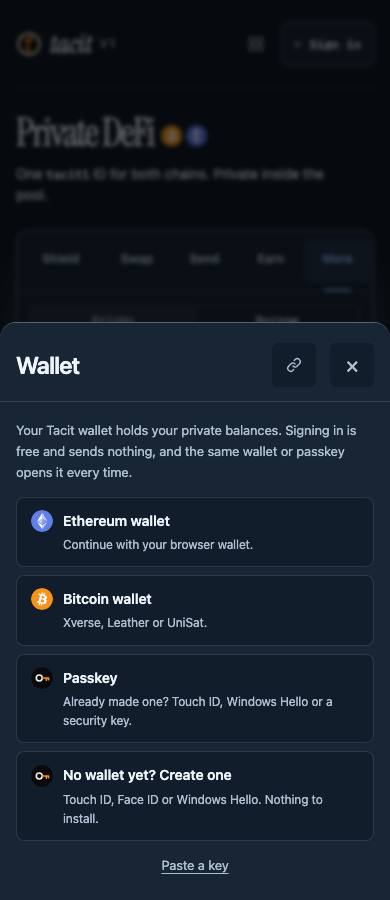 tacit V1
Sign in
Private DeFi
One tacit1 ID for both chains. Private inside the
pool.
Shield Swap Send Earn More
Borrow
Wallet
Your Tacit wallet holds your private balances. Signing in is
free and sends nothing, and the same wallet or passkey
opens it every time.
Ethereum wallet
Continue with your browser wallet.
Bitcoin wallet
Xverse, Leather or UniSat.
Passkey
Already made one? Touch ID, Windows Hello or a
security key.
No wallet yet? Create one
Touch ID, Face ID or Windows Hello. Nothing to
install.
Paste a key